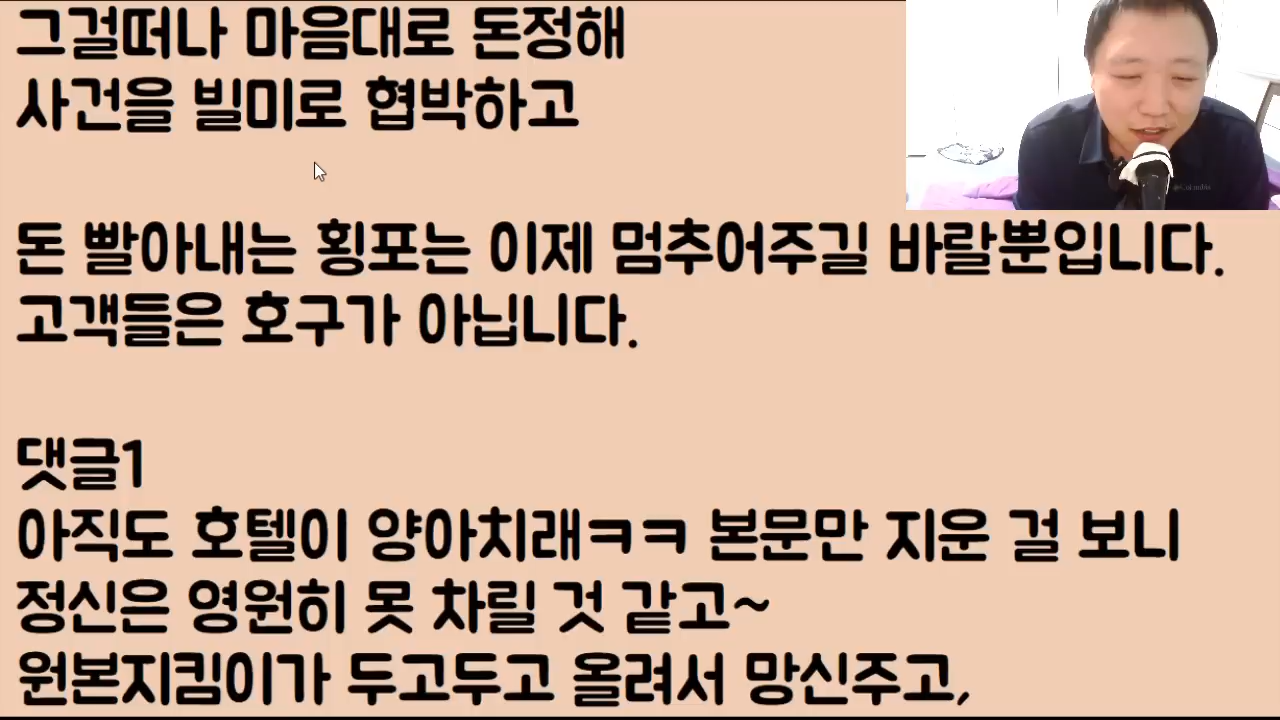 그걸떠나 마음대로 돈정해
사건을 빌미로 협박하고
돈 빨아내는 횡포는 이제 멈추어주길 바랄뿐입니다.
고객들은 호구가 아닙니다.
댓글1
아직도 호텔이 양아치래ㅋㅋ 본문만 지운 걸 보니
정신은 영원히 못 차릴 것 같고~
원본지킴이가 두고두고 올려서 망신주고,